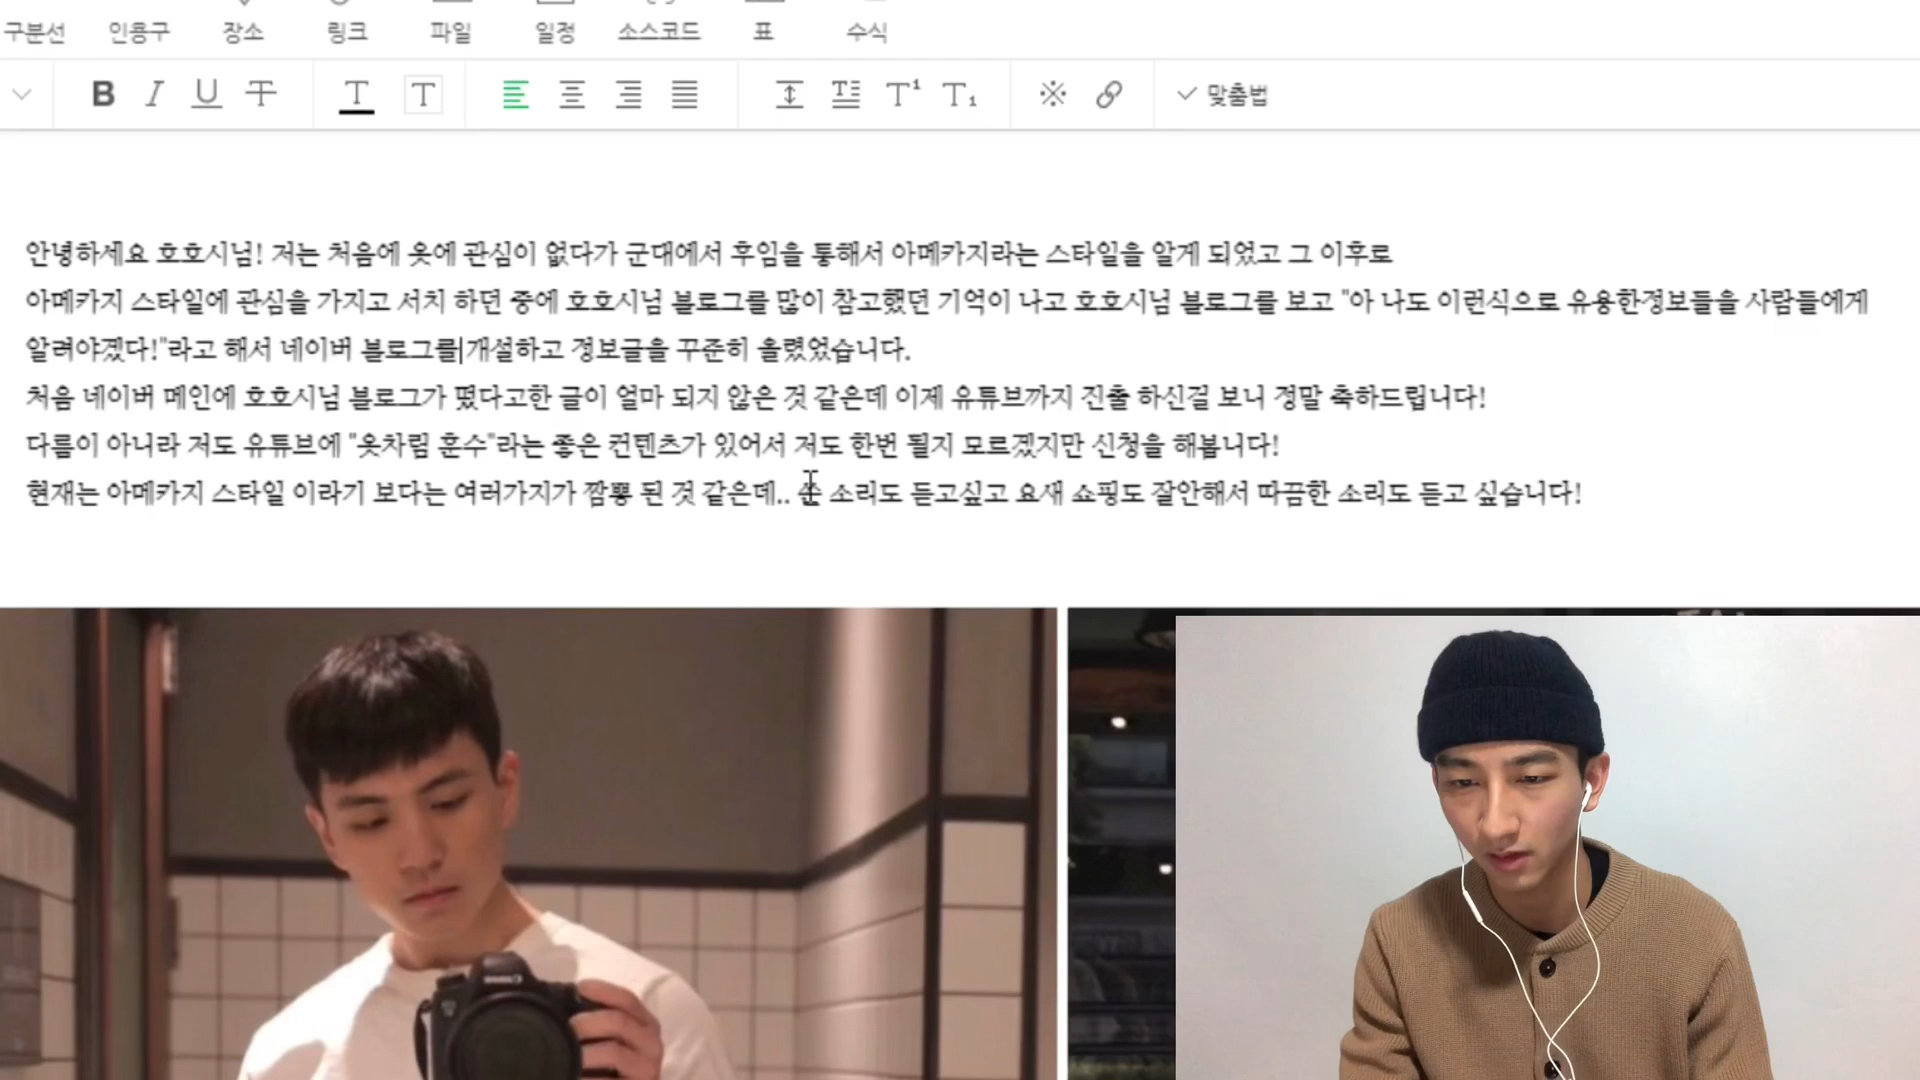 구분선 인용구 장소 링크 파일 일정 소스코드 표 수식
B I U T T T T¹ T₁ ※ 맞춤법
안녕하세요 호호시님! 저는 처음에 옷에 관심이 없다가 군대에서 후임을 통해서 아메카지라는 스타일을 알게 되었고 그 이후로
아메카지 스타일에 관심을 가지고 서치 하던 중에 호호시님 블로그를 많이 참고했던 기억이 나고 호호시님 블로그를 보고 "아 나도 이런식으로 유용한정보들을 사람들에게
알려야겠다!"라고 해서 네이버 블로그를 개설하고 정보글을 꾸준히 올렸었습니다.
처음 네이버 메인에 호호시님 블로그가 떴다고한 글이 얼마 되지 않은 것 같은데 이제 유튜브까지 진출 하신걸 보니 정말 축하드립니다!
다름이 아니라 저도 유튜브에 "옷차림 훈수"라는 좋은 컨텐츠가 있어서 저도 한번 될지 모르겠지만 신청을 해봅니다!
현재는 아메카지 스타일 이라기 보다는 여러가지가 짬뽕 된 것 같은데.. 쓴 소리도 듣고싶고 요새 쇼핑도 잘안해서 따끔한 소리도 듣고 싶습니다!
Canon